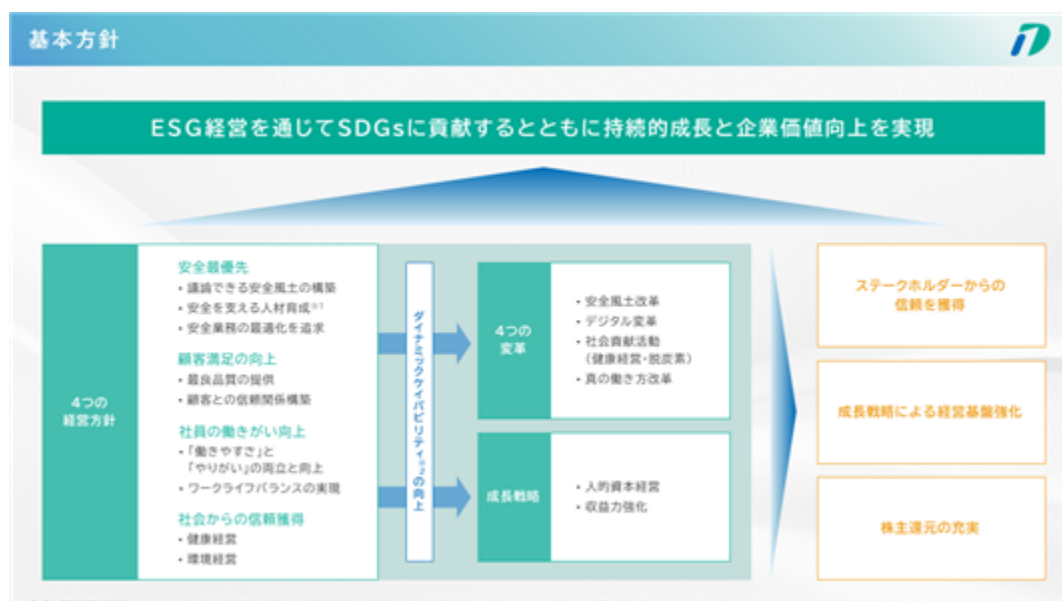 基本方針
ESG経営を通じてSDGsに貢献するとともに持続的成長と企業価値向上を実現
4つの
経営方針
安全最優先
・議論できる安全風土の構築
・安全を支える人材育成※1
・安全業務の最適化を追求
顧客満足の向上
・最良品質の提供
・顧客との信頼関係構築
社員の働きがい向上
・「働きやすさ」と
「やりがい」の両立と向上
・ワークライフバランスの実現
社会からの信頼獲得
・健康経営
・環境経営
ダイナミックケイパビリティ※2の向上
4つの
変革
・安全風土改革
・デジタル変革
・社会貢献活動
（健康経営・脱炭素）
・真の働き方改革
成長戦略
・人的資本経営
・収益力強化
ステークホルダーからの
信頼を獲得
成長戦略による経営基盤強化
株主還元の充実